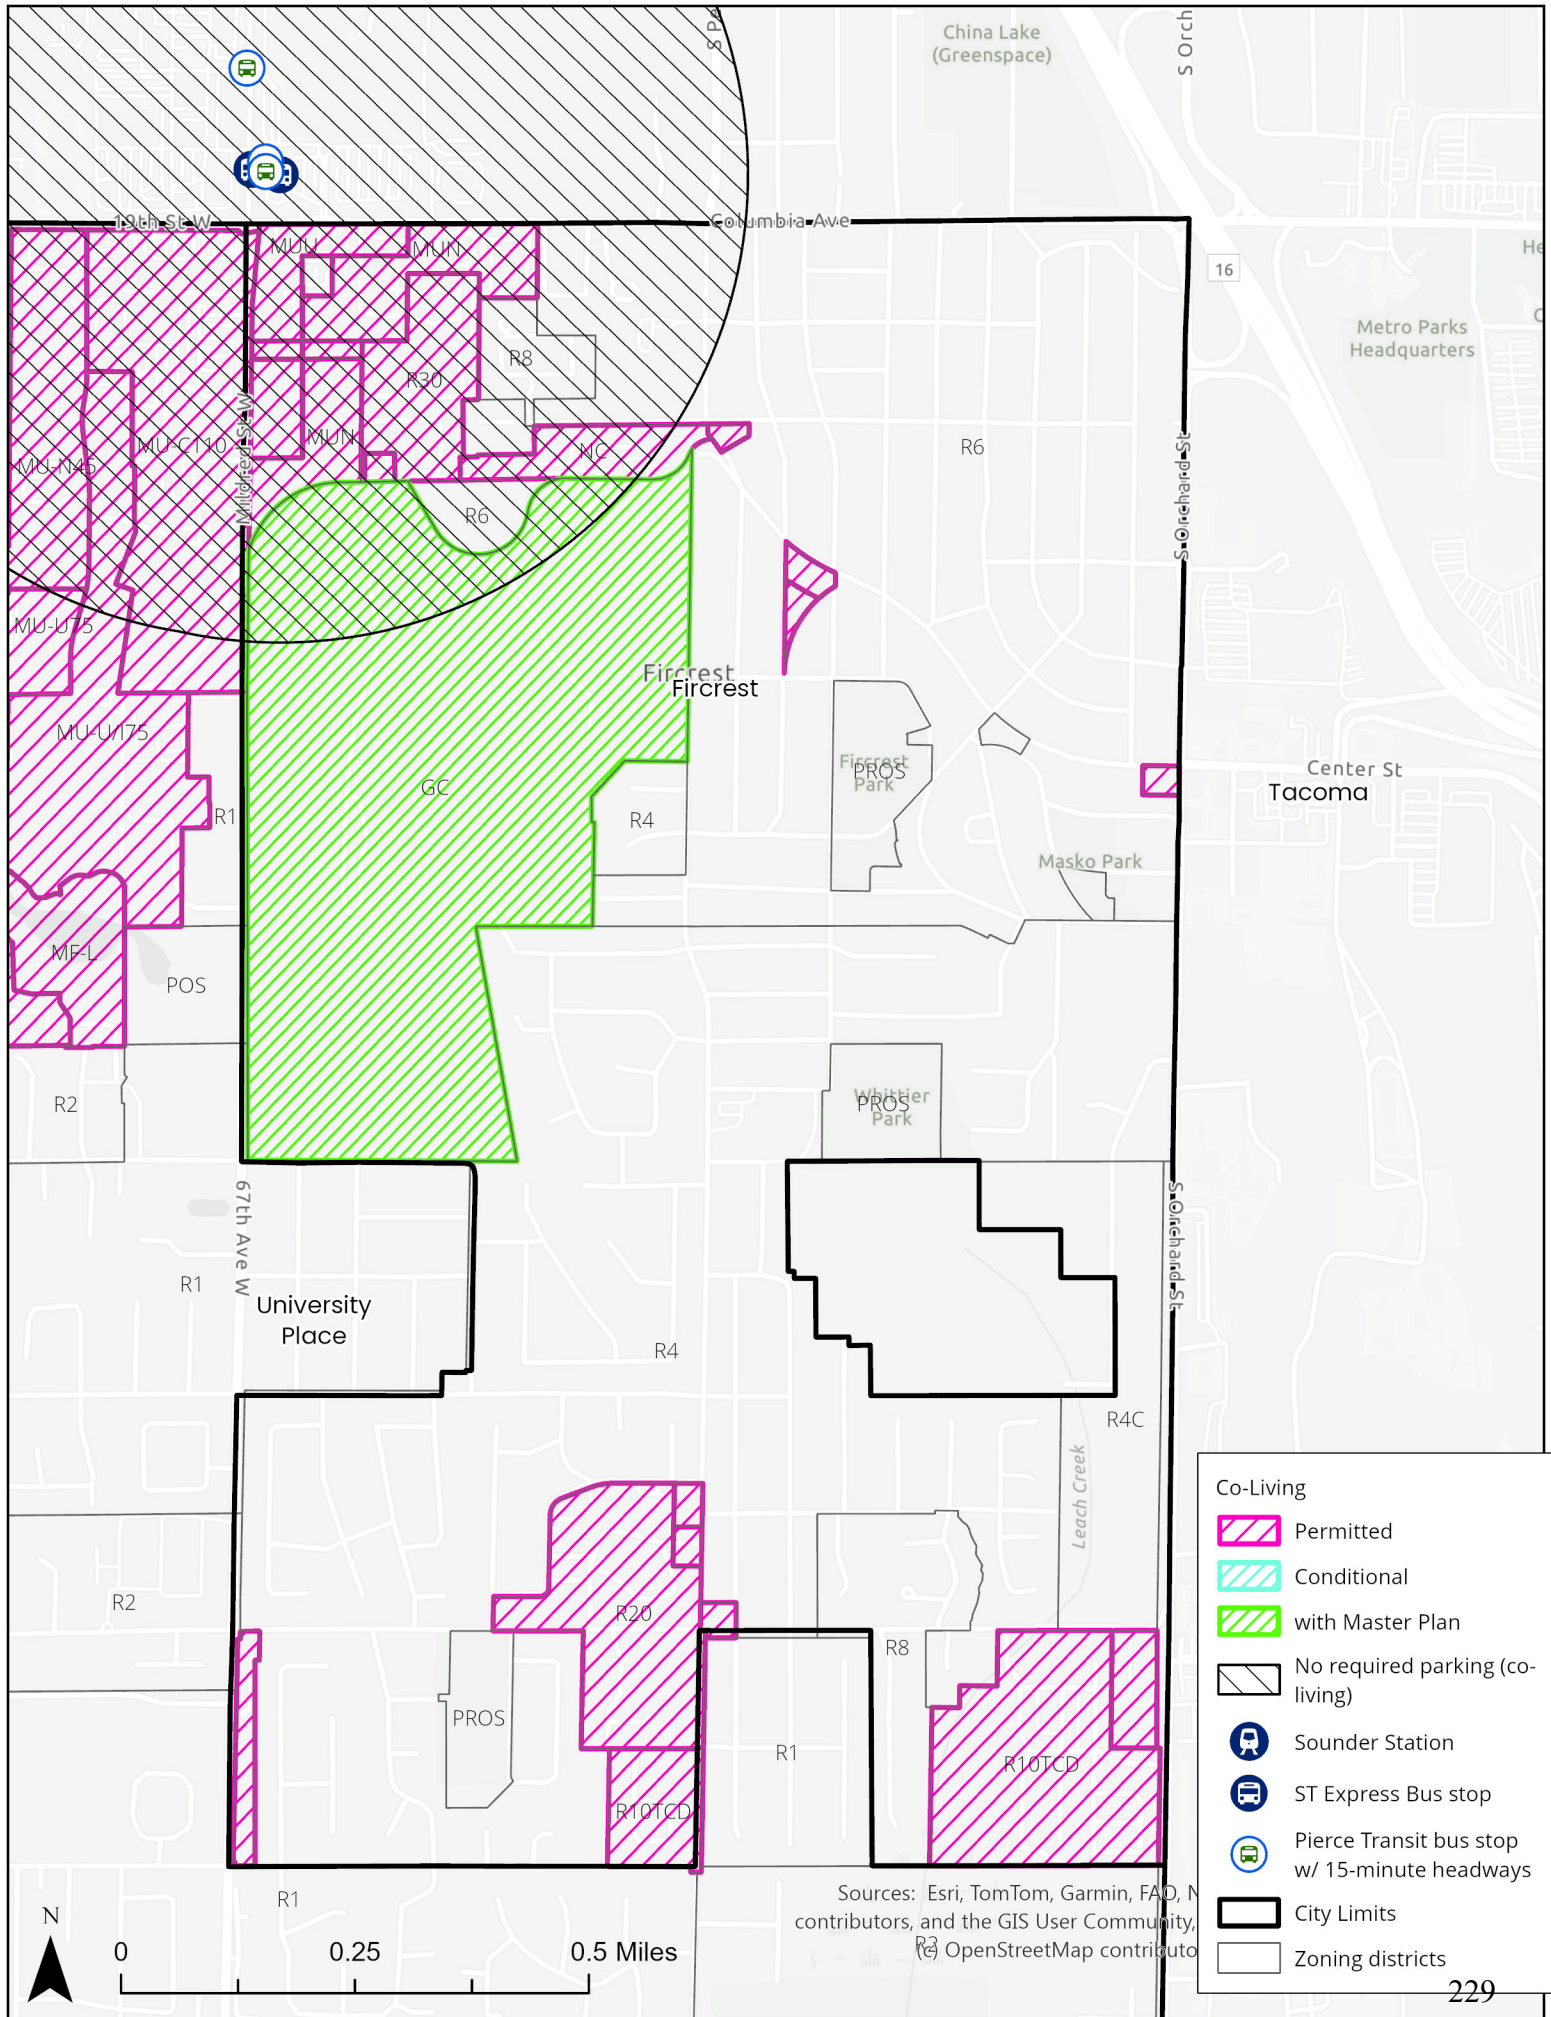 S Pe
China Lake
(Greenspace)
S Orch
19th St W
Columbia Ave
16
MUU
MUN
Metro Parks
Headquarters
He
R8
R30
MU-N45
MU-CT10
Mildred St W
MUN
NC
R6
S Orchard St
R6
MU-U75
Fircrest
Fircrest
MU-U/I75
GC
R1
R4
Fircrest
Park
PROS
Center St
Tacoma
Masko Park
MF-L
POS
R2
Whittier
Park
PROS
67th Ave W
S Orchard St
R1
University
Place
R4
R4C
Leach Creek
R2
R20
R8
PROS
R1
R10TCD
R10TCD
R1
R2
Sources: Esri, TomTom, Garmin, FAO, N
contributors, and the GIS User Community,
(c) OpenStreetMap contributo
N
0 0.25 0.5 Miles
Co-Living
Permitted
Conditional
with Master Plan
No required parking (co-
living)
Sounder Station
ST Express Bus stop
Pierce Transit bus stop
w/ 15-minute headways
City Limits
Zoning districts
229